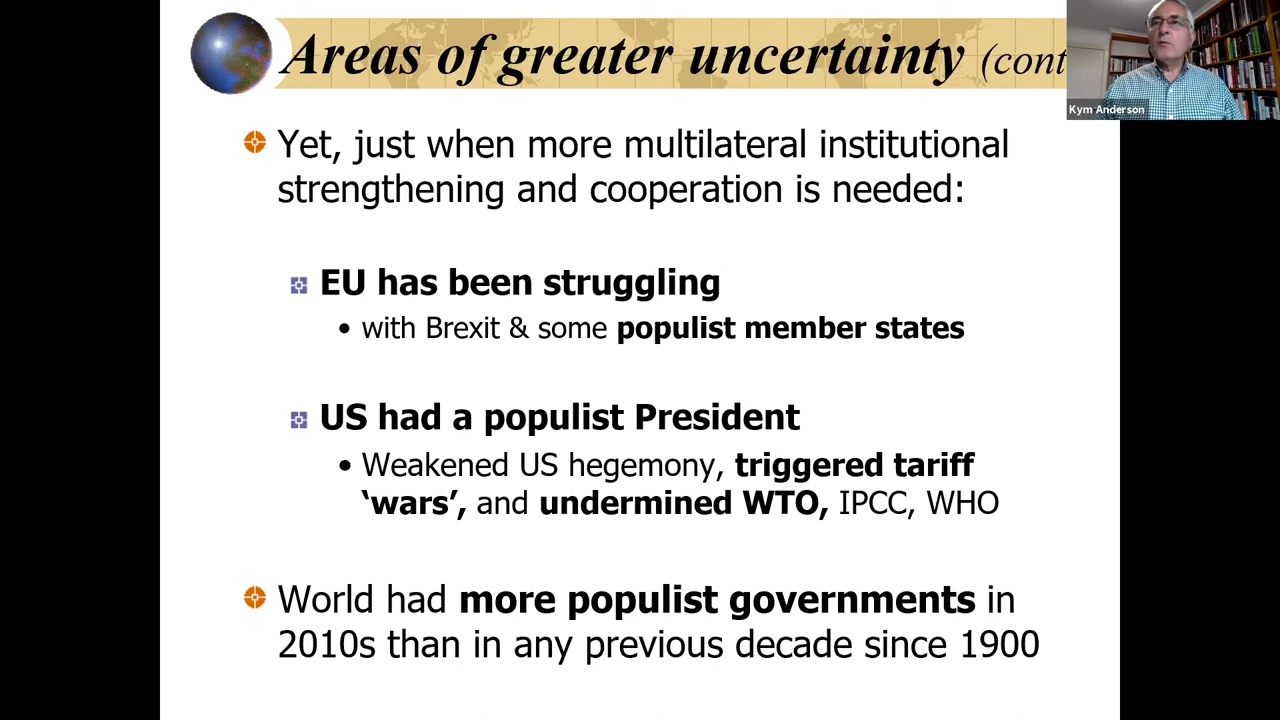 Areas of greater uncertainty (cont
Kym Anderson
Yet, just when more multilateral institutional
strengthening and cooperation is needed:
EU has been struggling
• with Brexit & some populist member states
US had a populist President
• Weakened US hegemony, triggered tariff
‘wars’, and undermined WTO, IPCC, WHO
World had more populist governments in
2010s than in any previous decade since 1900